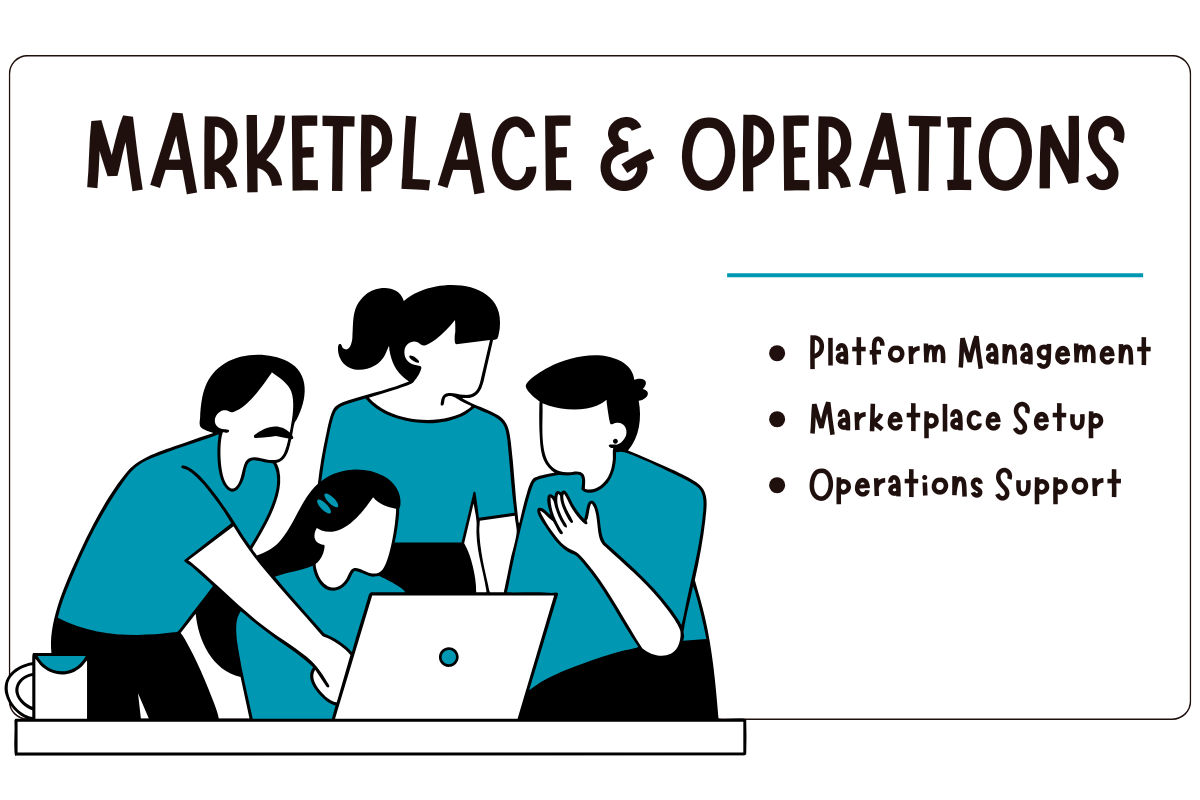 MARKETPLACE & OPERATIONS
Platform Management
Marketplace Setup
Operations Support